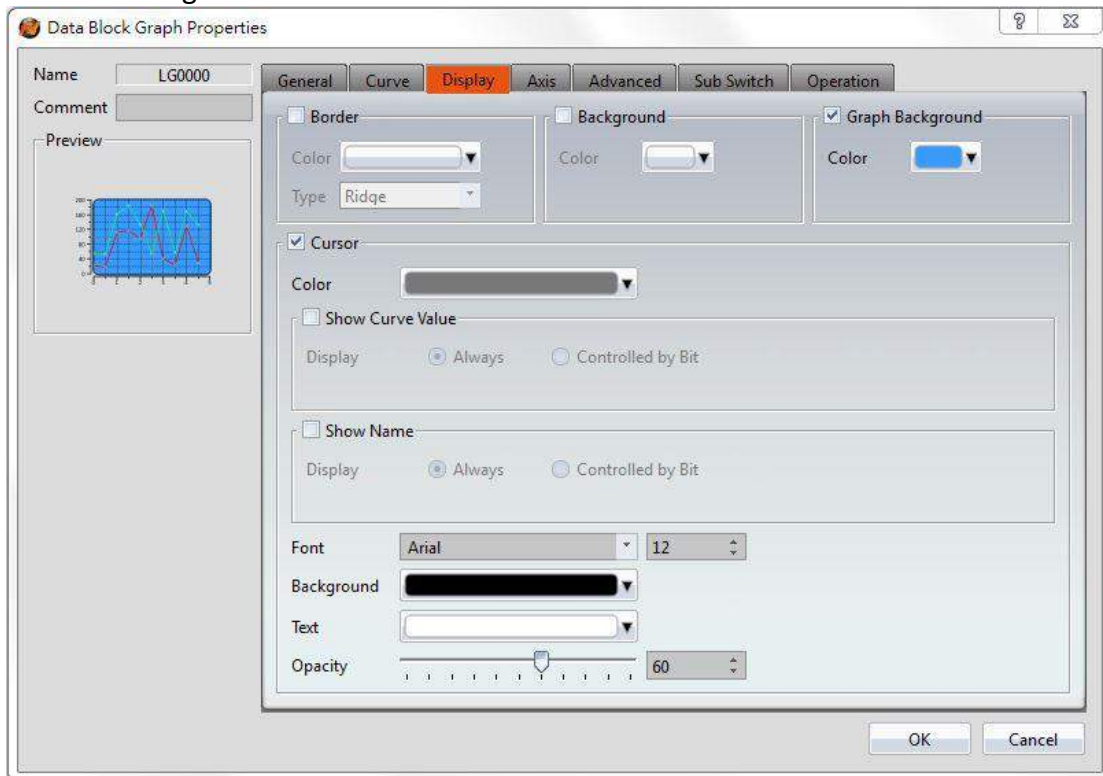 Data Block Graph Properties
Name LG0000
Comment
Preview
General Curve Display Axis Advanced Sub Switch Operation
Border Background Graph Background
Color Color Color
Type Ridge
Cursor
Color
Show Curve Value
Display Always Controlled by Bit
Show Name
Display Always Controlled by Bit
Font Arial 12
Background
Text
Opacity 60
OK Cancel